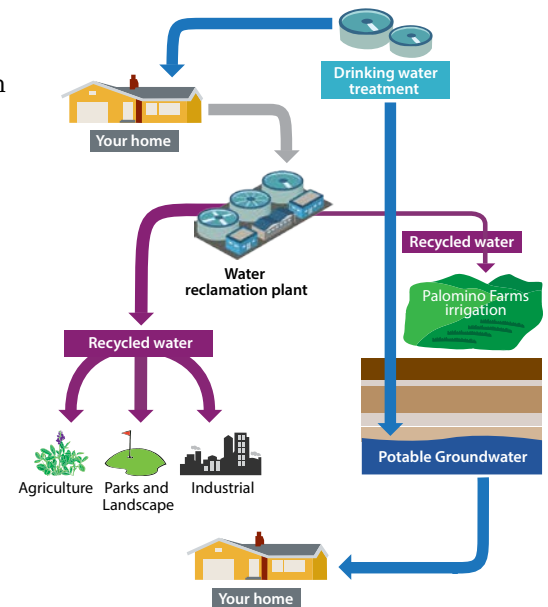 n
Drinking water
treatment
Your home
Recycled water
Water
reclamation plant
Palomino Farms
irrigation
Recycled water
Potable Groundwater
Agriculture
Parks and
Landscape
Industrial
Your home